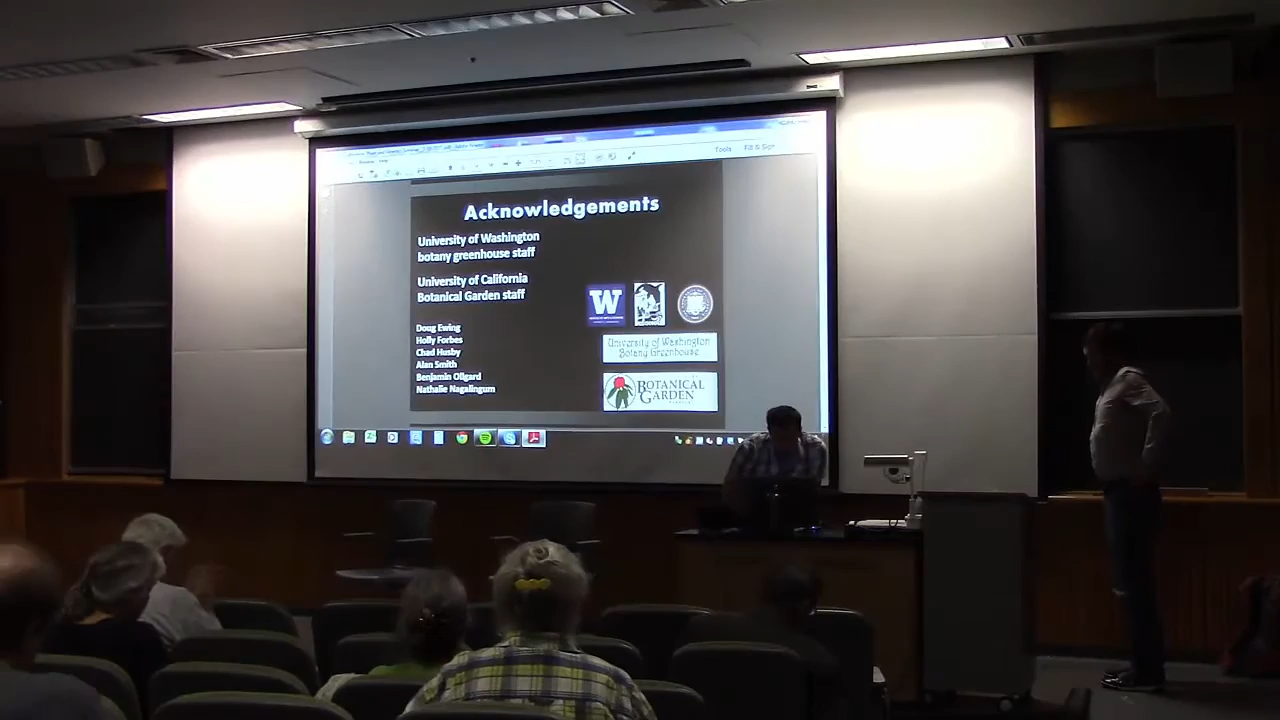 Tools Fill & Sign
Acknowledgements
University of Washington
botany greenhouse staff
University of California
Botanical Garden staff
Doug Ewing
Holly Forbes
Chad Husby
Alan Smith
Benjamin Ollgard
Nathalie Nagalingum
W
University of Washington
Botany Greenhouse
BOTANICAL
GARDEN